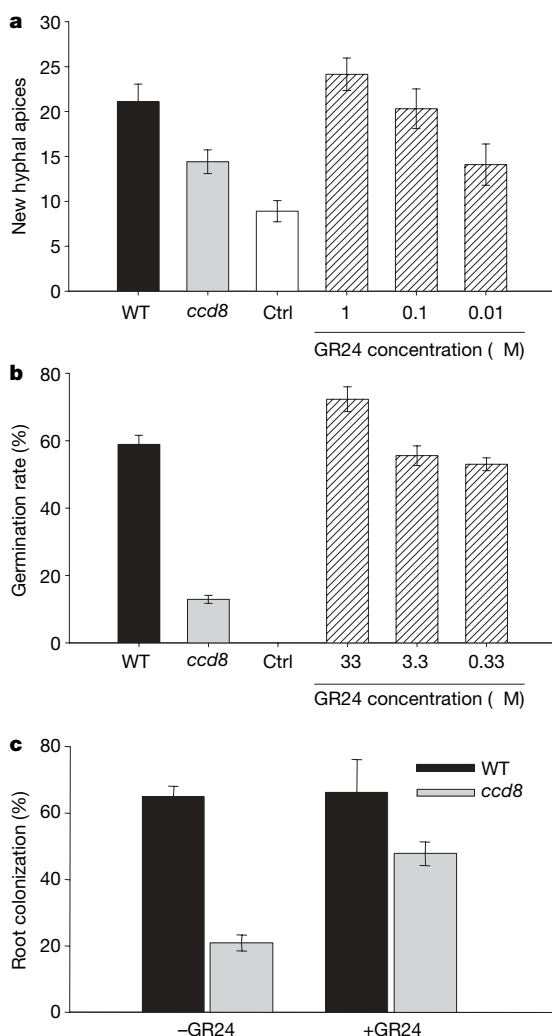 a
30
25
20
15
10
5
0
New hyphal apices
WT ccd8 Ctrl 1 0.1 0.01
GR24 concentration ( M)
b
80
60
40
20
0
Germination rate (%)
WT ccd8 Ctrl 33 3.3 0.33
GR24 concentration ( M)
c
80
60
40
20
0
Root colonization (%)
WT
ccd8
–GR24 +GR24